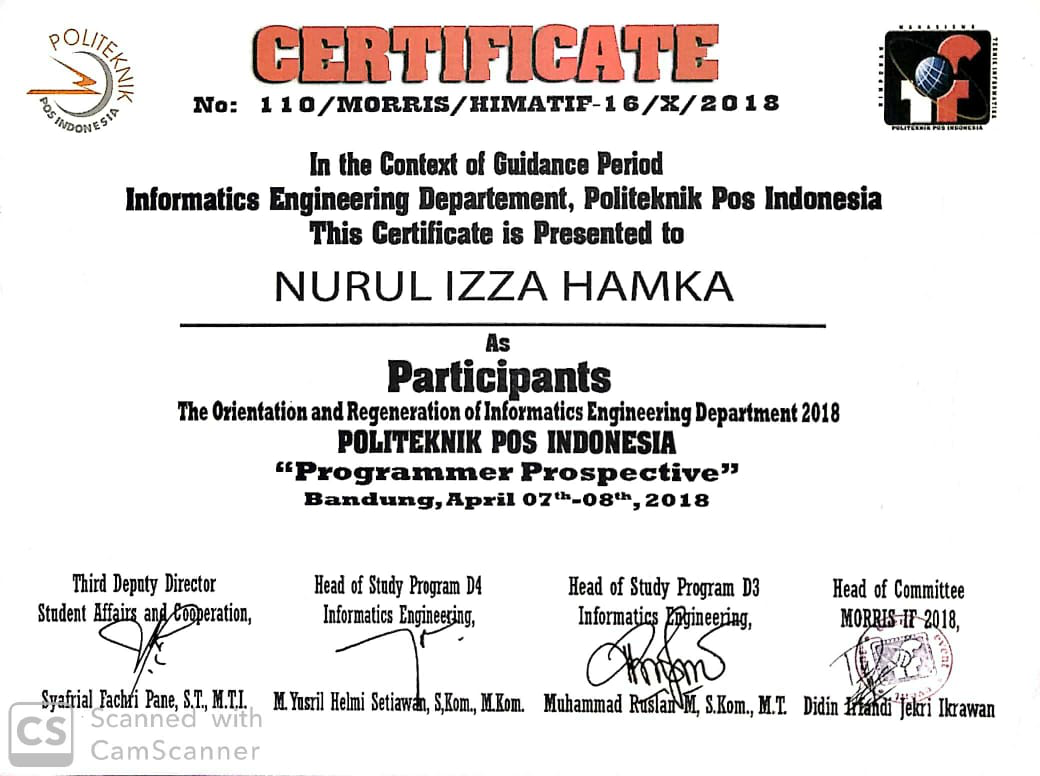 POLITEKNIK
POS INDONESIA
CERTIFICATE
No: 110/MORRIS/HIMATIF-16/X/2018
HIMPUNAN MAHASISWA TEKNIK INFORMATIKA
POLITEKNIK POS INDONESIA
In the Context of Guidance Period
Informatics Engineering Departement, Politeknik Pos Indonesia
This Certificate is Presented to
NURUL IZZA HAMKA
As
Participants
The Orientation and Regeneration of Informatics Engineering Department 2018
POLITEKNIK POS INDONESIA
“Programmer Prospective”
Bandung, April 07th-08th, 2018
Third Deputy Director
Student Affairs and Cooperation,
Syafrial Fachri Pane, S.T., M.T.I.
Head of Study Program D4
Informatics Engineering,
M. Yusril Helmi Setiawan, S,Kom., M.Kom.
Head of Study Program D3
Informatics Engineering,
Muhammad Ruslan M, S.Kom., M.T.
Head of Committee
MORRIS IF 2018,
Didin Irfandi Jekri Ikrawan
CS Scanned with
CamScanner